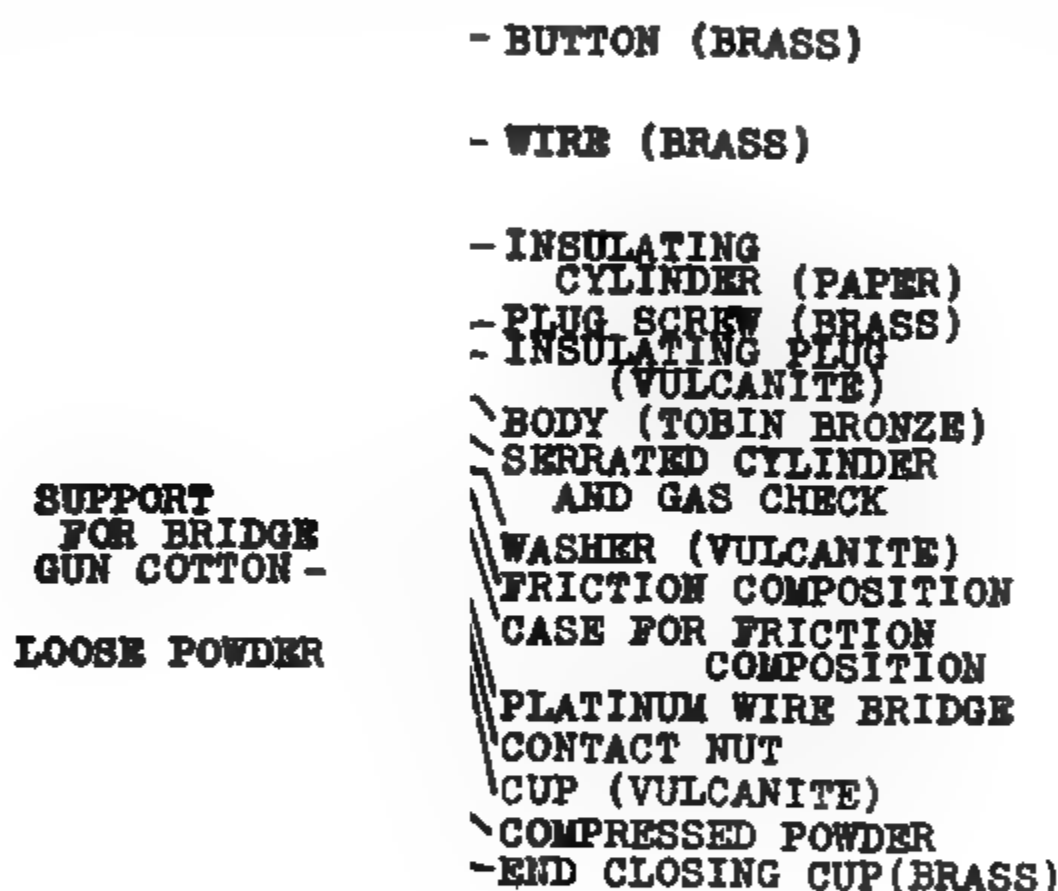 BUTTON (BRASS)
WIRE (BRASS)
INSULATING
CYLINDER (PAPER)
PLUG SCREW (BRASS)
INSULATING PLUG
(VULCANITE)
BODY (TOBIN BRONZE)
SERRATED CYLINDER
AND GAS CHECK
WASHER (VULCANITE)
FRICTION COMPOSITION
CASE FOR FRICTION
COMPOSITION
PLATINUM WIRE BRIDGE
CONTACT NUT
CUP (VULCANITE)
COMPRESSED POWDER
END CLOSING CUP(BRASS)
SUPPORT
FOR BRIDGE
GUN COTTON
LOOSE POWDER